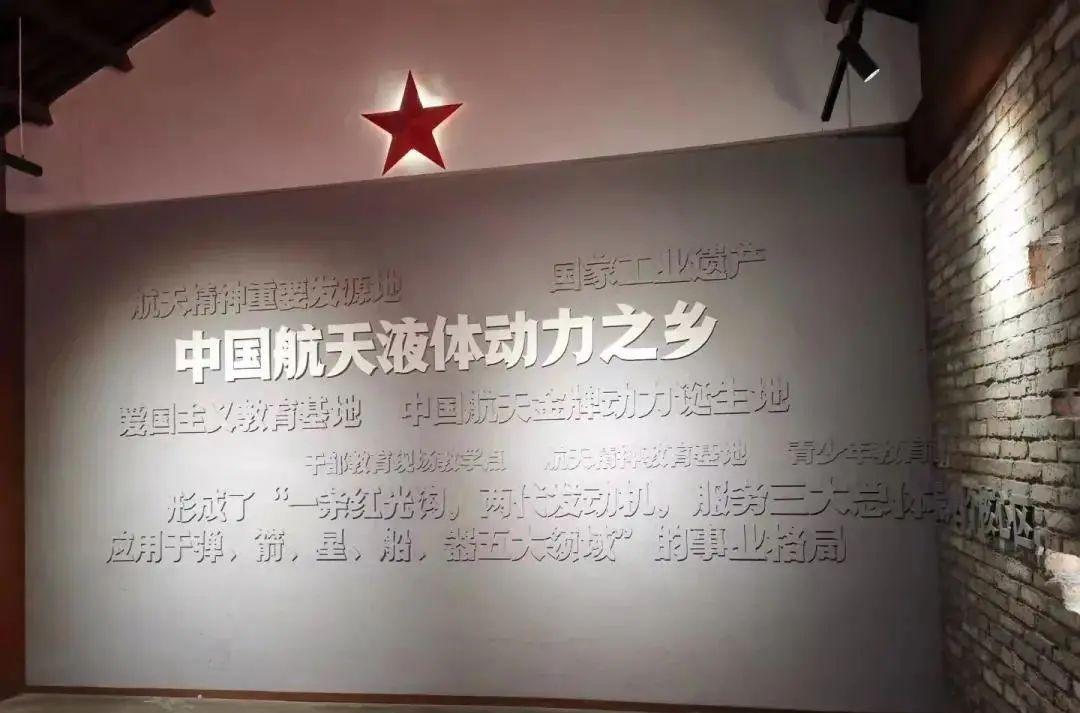 航天精神重要发源地 国家工业遗产
中国航天液体动力之乡
爱国主义教育基地 中国航天金牌动力诞生地
干部教育现场教学点 航天精神教育基地 青少年教育
形成了“一条红光沟，两代发动机，服务三大总体
应用于弹、箭、星、船、器五大领域”的事业格局